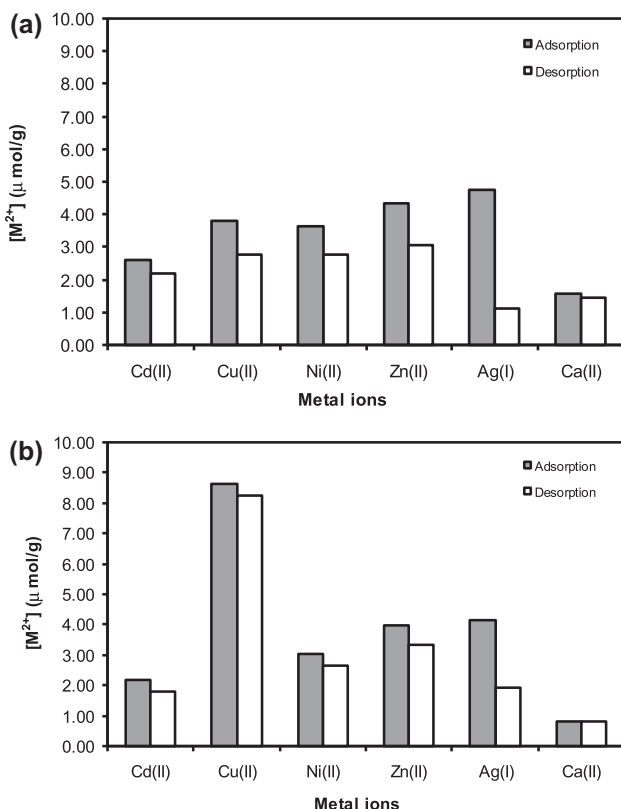 (a)
10.00
9.00
8.00
7.00
6.00
5.00
4.00
3.00
2.00
1.00
0.00
[M2+] (μ mol/g)
Adsorption
Desorption
Cd(II) Cu(II) Ni(II) Zn(II) Ag(I) Ca(II)
Metal ions
(b)
10.00
9.00
8.00
7.00
6.00
5.00
4.00
3.00
2.00
1.00
0.00
[M2+] (μ mol/g)
Adsorption
Desorption
Cd(II) Cu(II) Ni(II) Zn(II) Ag(I) Ca(II)
Metal ions